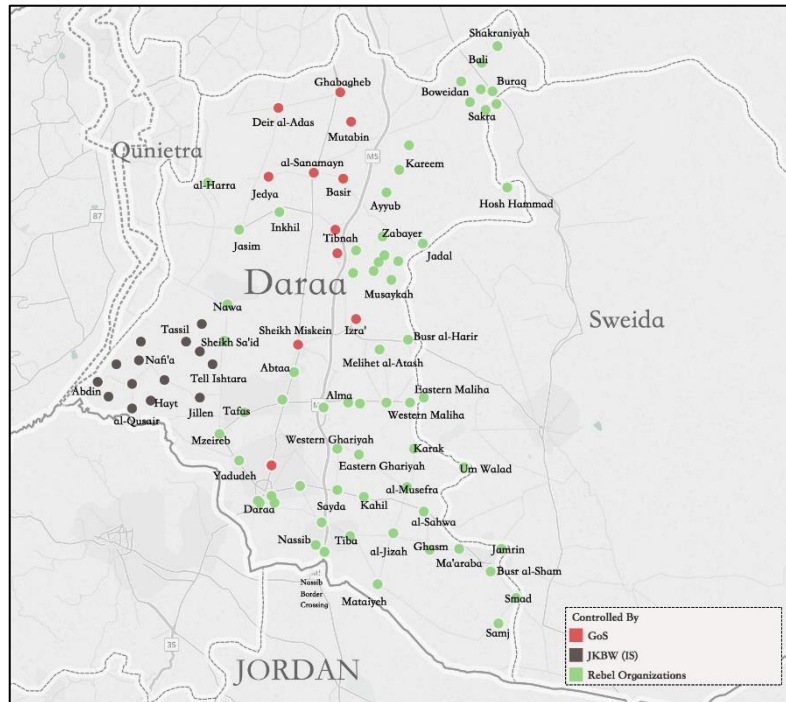 Shakraniyah
Bali
Ghabagheb
Buraq
Boweidan
Deir al-Adas
Sakra
Mutabin
Qunietra
M5
al-Sanamayn
Kareem
al-Harra
Jedya
Basir
Hosh Hammad
Ayyub
87
Inkhil
Tibnah
Zabayer
Jasim
Jadal
Daraa
Musaykah
Nawa
Sweida
Tassil
Sheikh Miskein
Izra'
Sheikh Sa'id
Busr al-Harir
Nafi'a
Melihet al-Atash
Tell Ishtara
Abtaa
Abdin
Eastern Maliha
Alma
Hayt
Jillen
Tafas
Western Maliha
al-Qusair
Mzeireb
Western Ghariyah
Karak
Eastern Ghariyah
Um Walad
Yadudeh
al-Musefra
Daraa
Sayda
Kahil
al-Sahwa
Nassib
Tiba
al-Jizah
Ghasm
Jamrin
Ma'araba
Busr al-Sham
Nassib
Border
Crossing
Mataiyeh
Smad
Samj
35
JORDAN
Controlled By
GoS
JKBW (IS)
Rebel Organizations